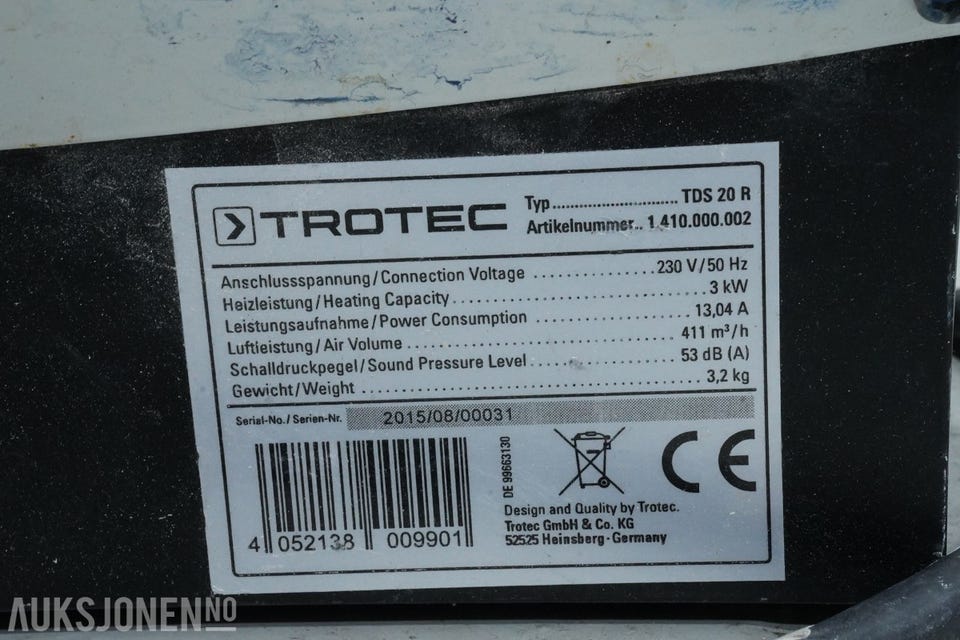 TROTEC
Typ.............................. TDS 20 R
Artikelnummer.. 1.410.000.002
Anschlussspannung/Connection Voltage ............... 230 V/50 Hz
Heizleistung/Heating Capacity.............................. 3 kW
Leistungsaufnahme/Power Consumption .................. 13,04 A
Luftleistung/Air Volume ................................ 411 m³/h
Schalldruckpegel/Sound Pressure Level................. 53 dB (A)
Gewicht/Weight ........................................ 3,2 kg
Serial-No./Serien-Nr. 2015/08/00031
4 052138 009901
DE 99663130
CE
Design and Quality by Trotec.
Trotec GmbH & Co. KG
52525 Heinsberg · Germany
AUKSJONEN.NO